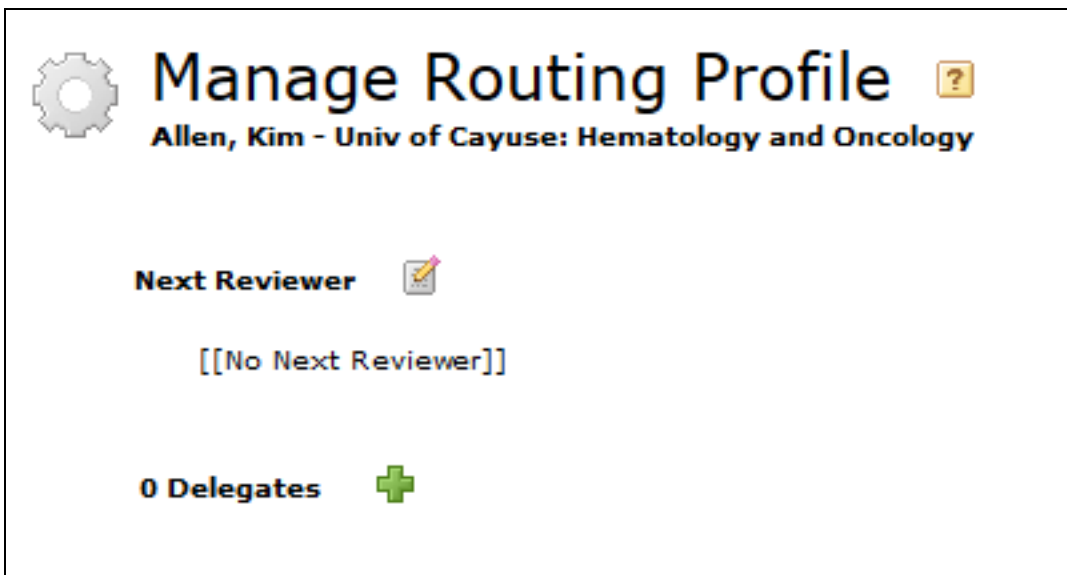 Manage Routing Profile ?
Allen, Kim - Univ of Cayuse: Hematology and Oncology
Next Reviewer
[[No Next Reviewer]]
0 Delegates